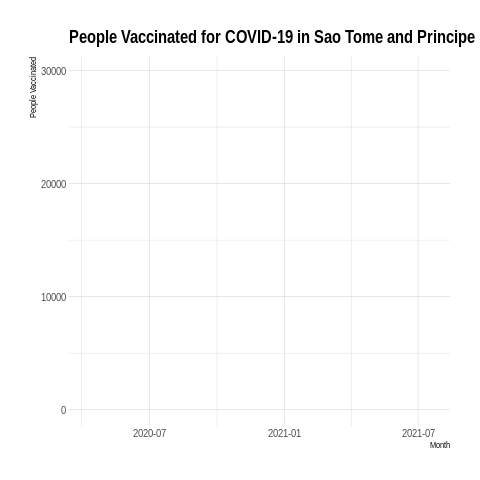 People Vaccinated for COVID-19 in Sao Tome and Principe
People Vaccinated
30000
20000
10000
0
2020-07 2021-01 2021-07
Month